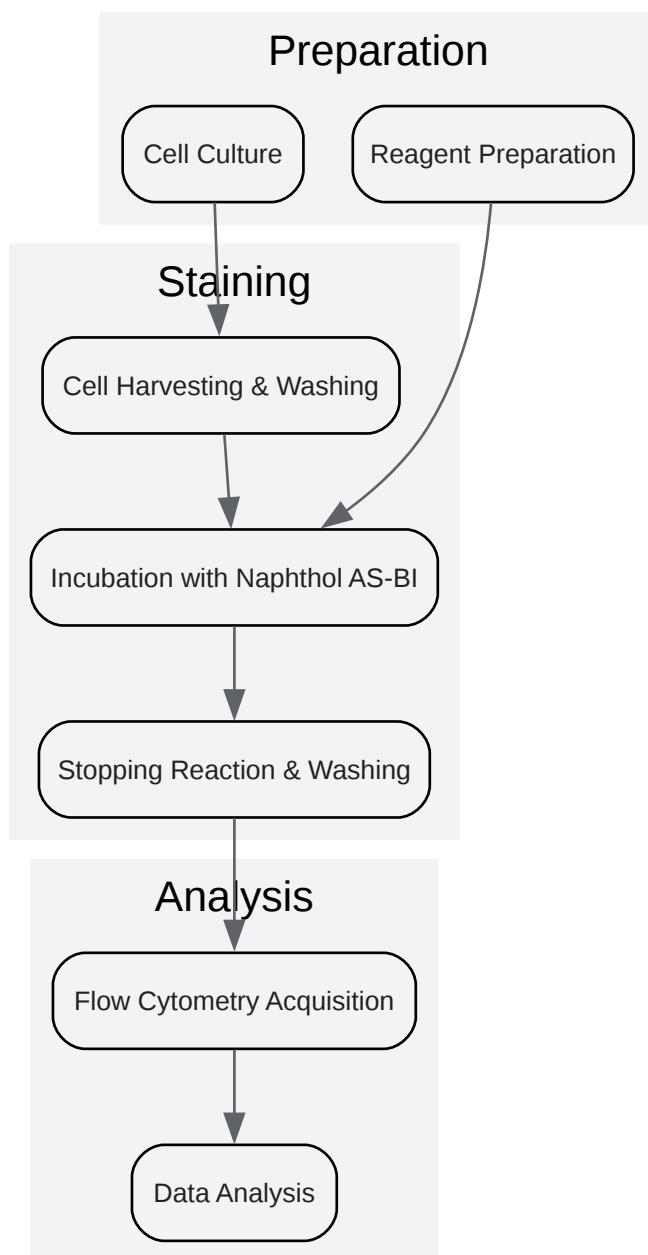 Preparation
Cell Culture
Reagent Preparation
Staining
Cell Harvesting & Washing
Incubation with Naphthol AS-BI
Stopping Reaction & Washing
Analysis
Flow Cytometry Acquisition
Data Analysis